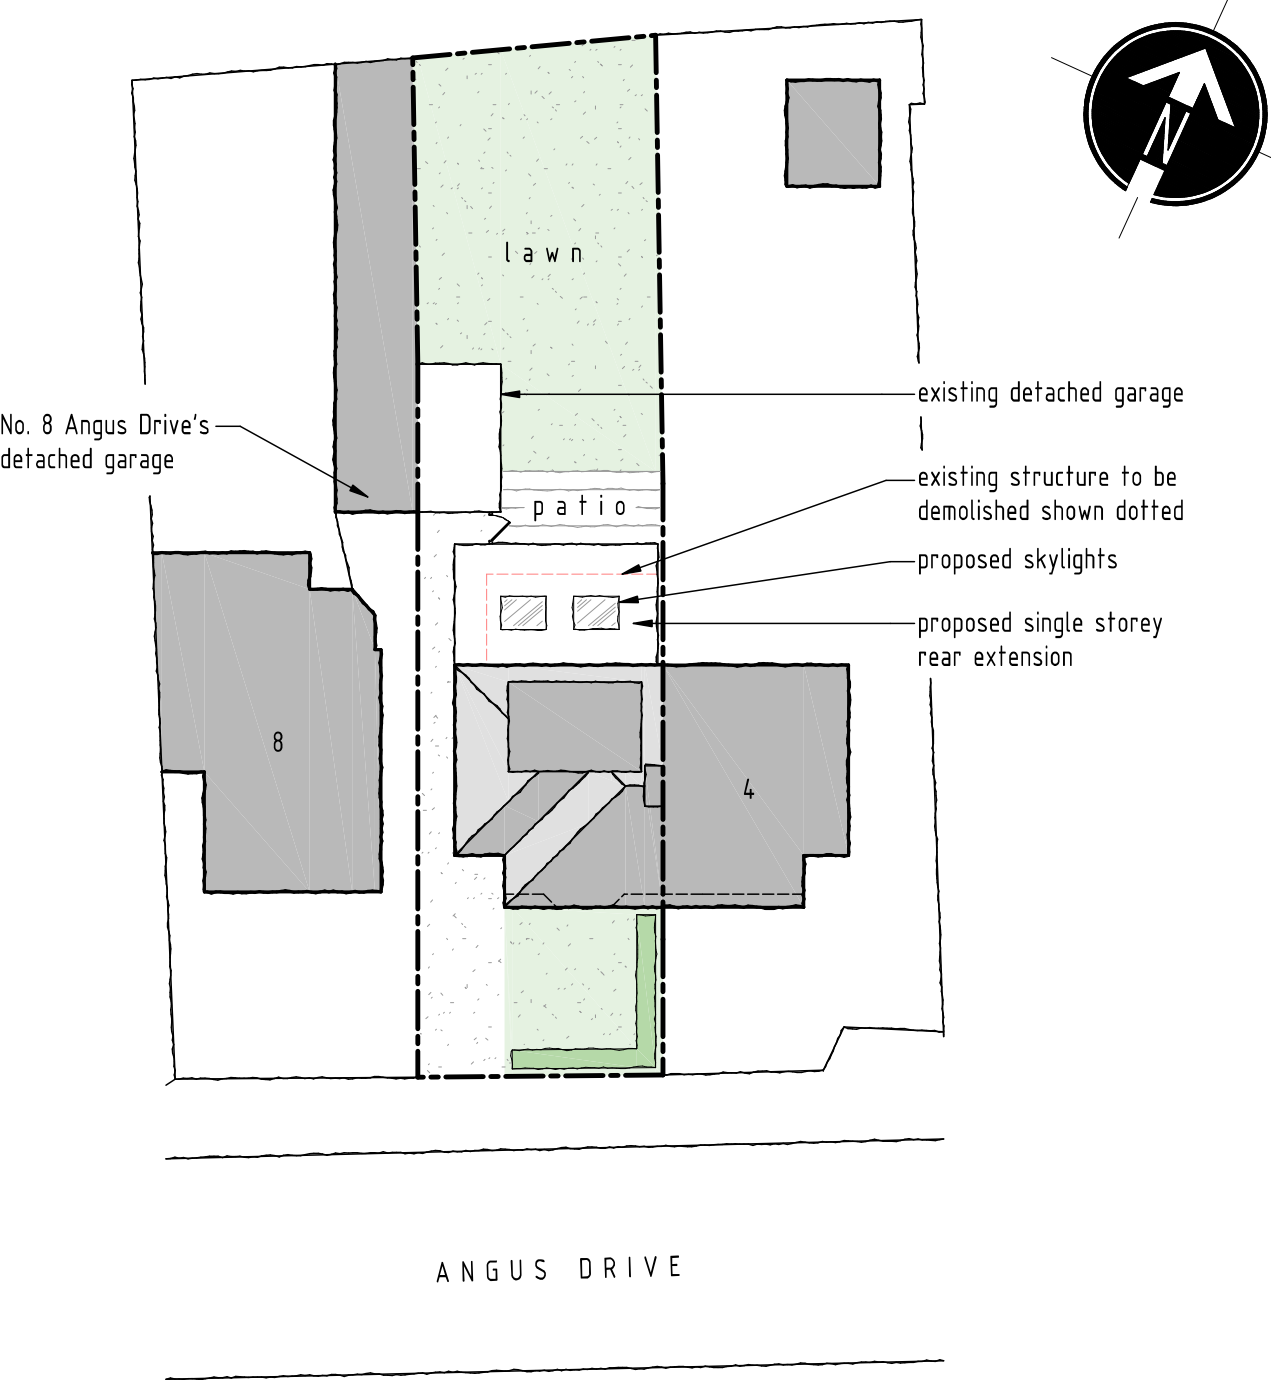 N
lawn
existing detached garage
No. 8 Angus Drive's
detached garage
existing structure to be
demolished shown dotted
patio
proposed skylights
proposed single storey
rear extension
8
4
ANGUS DRIVE